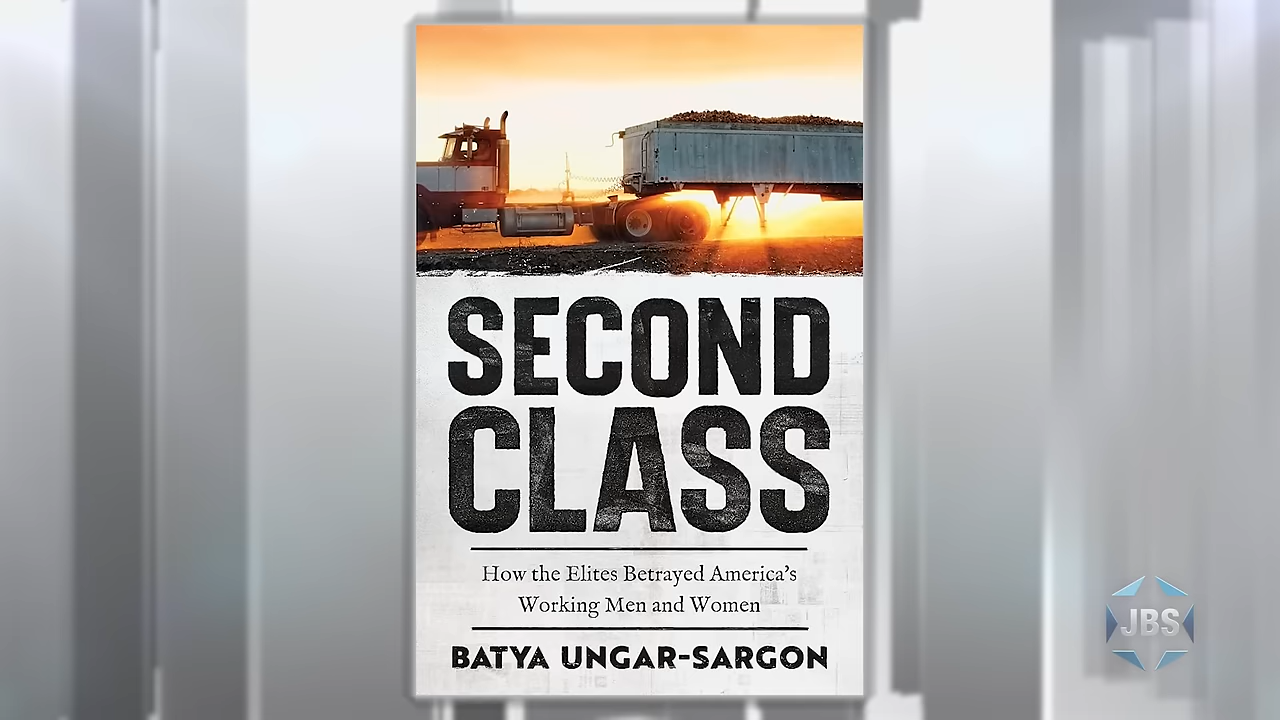 SECOND
CLASS
How the Elites Betrayed America's
Working Men and Women
BATYA UNGAR-SARGON
JBS